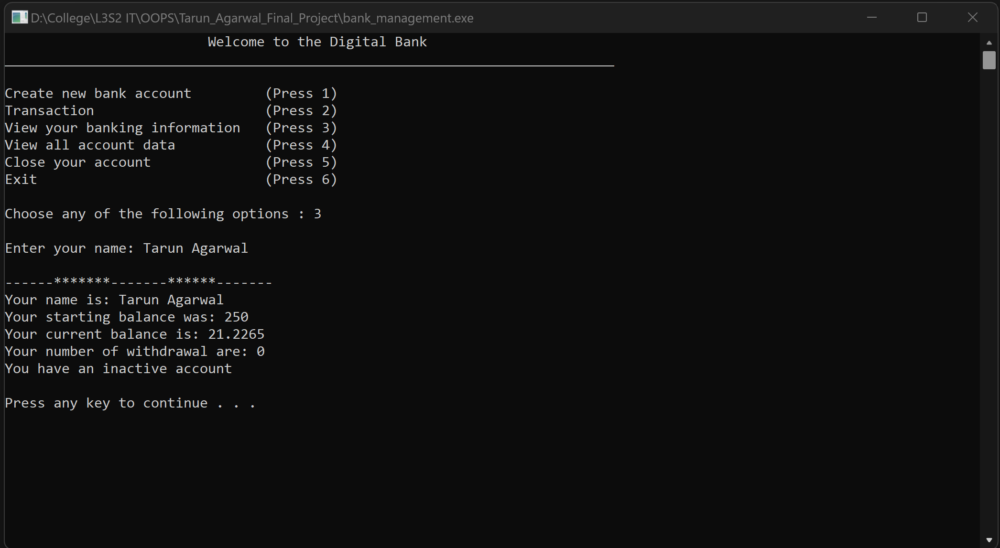 D:\College\L3S2 IT\OOPS\Tarun_Agarwal_Final_Project\bank_management.exe
Welcome to the Digital Bank
Create new bank account (Press 1)
Transaction (Press 2)
View your banking information (Press 3)
View all account data (Press 4)
Close your account (Press 5)
Exit (Press 6)
Choose any of the following options : 3
Enter your name: Tarun Agarwal
------*******-------******-------
Your name is: Tarun Agarwal
Your starting balance was: 250
Your current balance is: 21.2265
Your number of withdrawal are: 0
You have an inactive account
Press any key to continue . . .